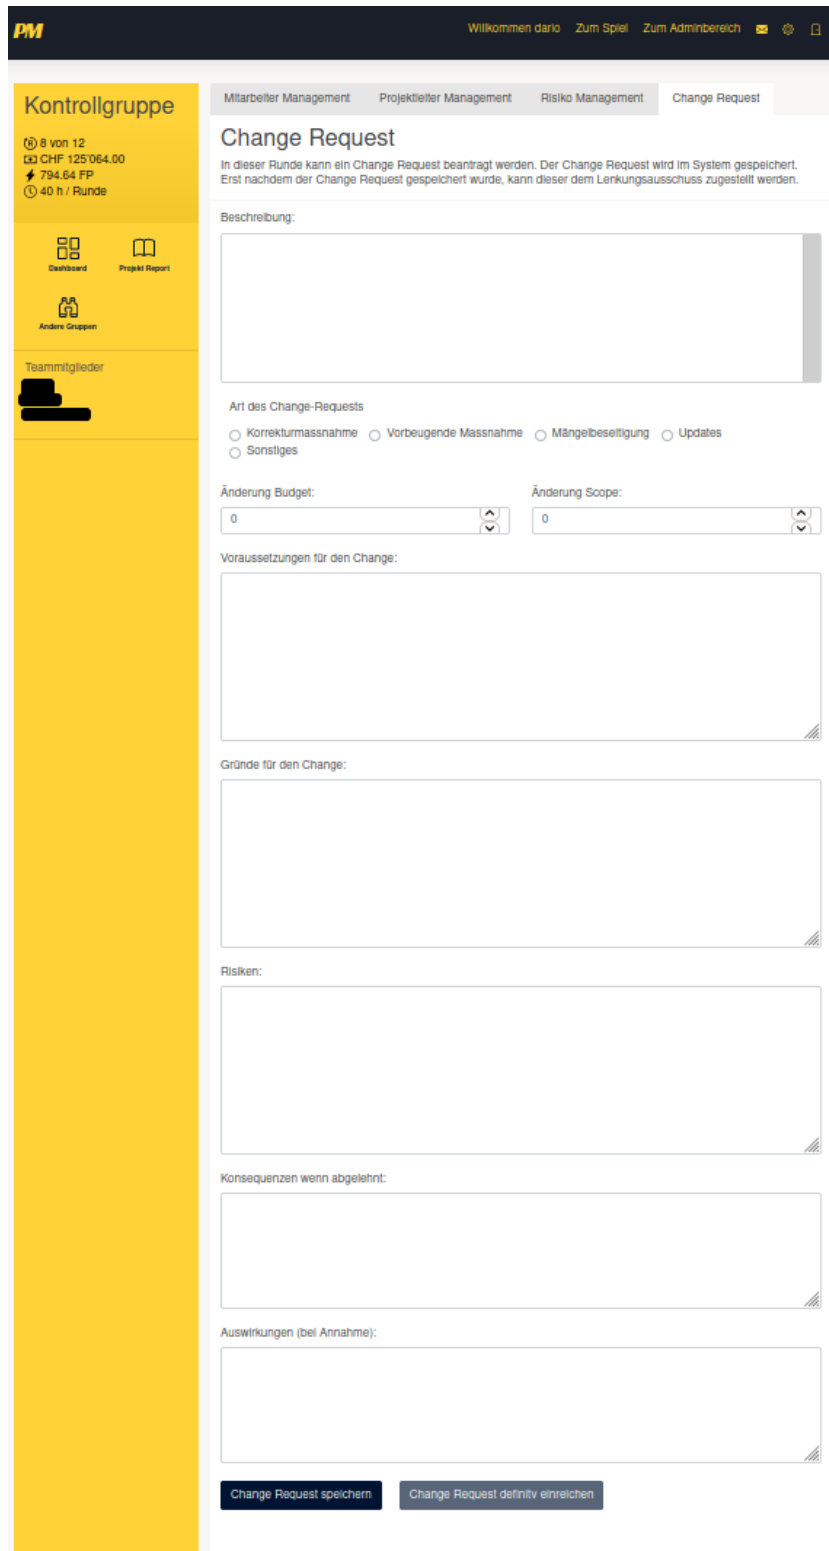 PM
Willkommen dario Zum Spiel Zum Adminbereich
Kontrollgruppe
8 von 12
CHF 125'064.00
794.64 FP
40 h / Runde
Dashboard Projekt Report
Andere Gruppen
Teammitglieder
Mitarbeiter Management Projektleiter Management Risiko Management Change Request
Change Request
In dieser Runde kann ein Change Request beantragt werden. Der Change Request wird im System gespeichert.
Erst nachdem der Change Request gespeichert wurde, kann dieser dem Lenkungsausschuss zugestellt werden.
Beschreibung:
Art des Change-Requests
Korrekturmassnahme Vorbeugende Massnahme Mängelbeseitigung Updates
Sonstiges
Änderung Budget: Änderung Scope:
0 0
Voraussetzungen für den Change:
Gründe für den Change:
Risiken:
Konsequenzen wenn abgelehnt:
Auswirkungen (bei Annahme):
Change Request speichern Change Request definitv einreichen